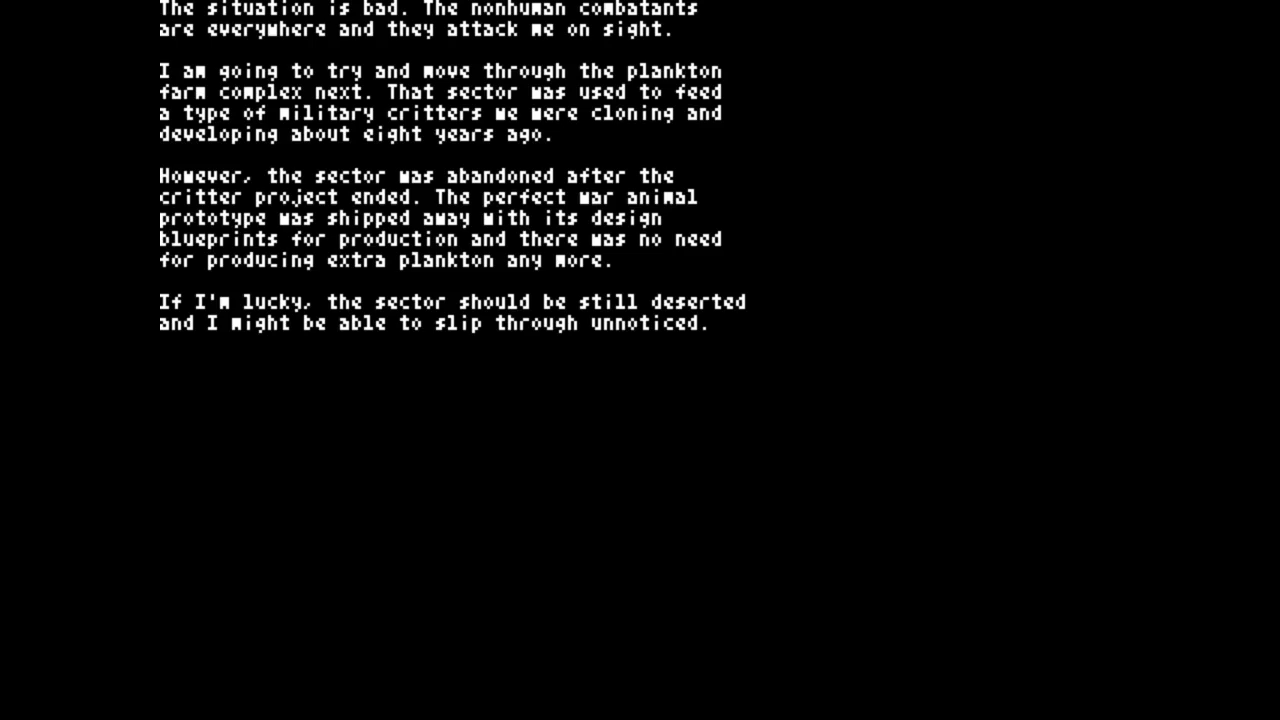 The situation is bad. The nonhuman combatants
are everywhere and they attack me on sight.
I am going to try and move through the plankton
farm complex next. That sector was used to feed
a type of military critters we were cloning and
developing about eight years ago.
However, the sector was abandoned after the
critter project ended. The perfect war animal
prototype was shipped away with its design
blueprints for production and there was no need
for producing extra plankton any more.
If I'm lucky, the sector should be still deserted
and I might be able to slip through unnoticed.